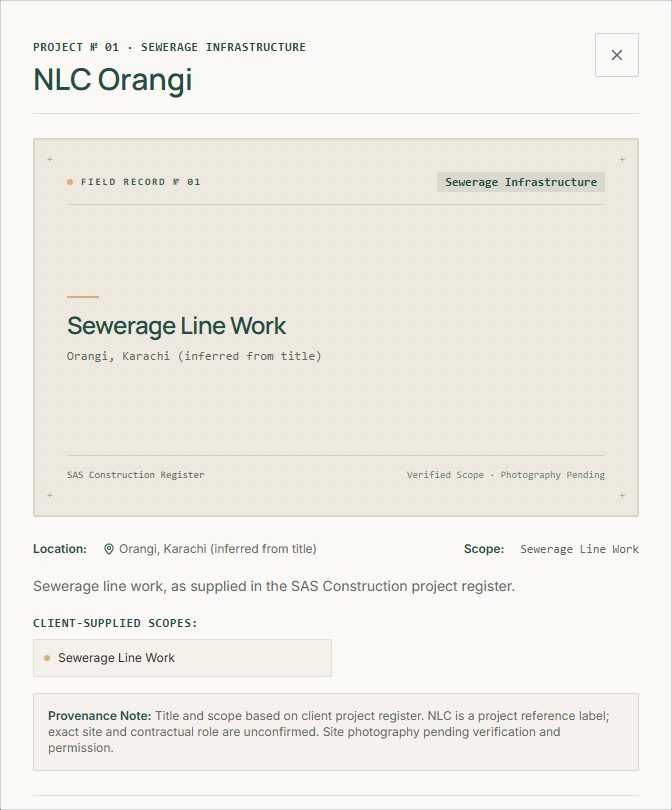 PROJECT № 01 · SEWERAGE INFRASTRUCTURE
NLC Orangi
FIELD RECORD № 01
Sewerage Infrastructure
Sewerage Line Work
Orangi, Karachi (inferred from title)
SAS Construction Register
Verified Scope · Photography Pending
Location: Orangi, Karachi (inferred from title)
Scope: Sewerage Line Work
Sewerage line work, as supplied in the SAS Construction project register.
CLIENT-SUPPLIED SCOPES:
Sewerage Line Work
Provenance Note: Title and scope based on client project register. NLC is a project reference label;
exact site and contractual role are unconfirmed. Site photography pending verification and
permission.